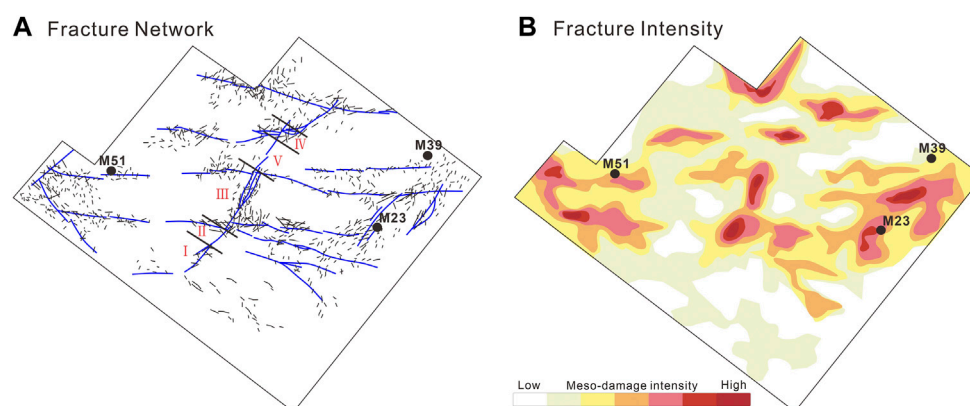 A Fracture Network
B Fracture Intensity
M51
M39
M23
IV
V
III
II
I
M51
M39
M23
Low Meso-damage intensity High